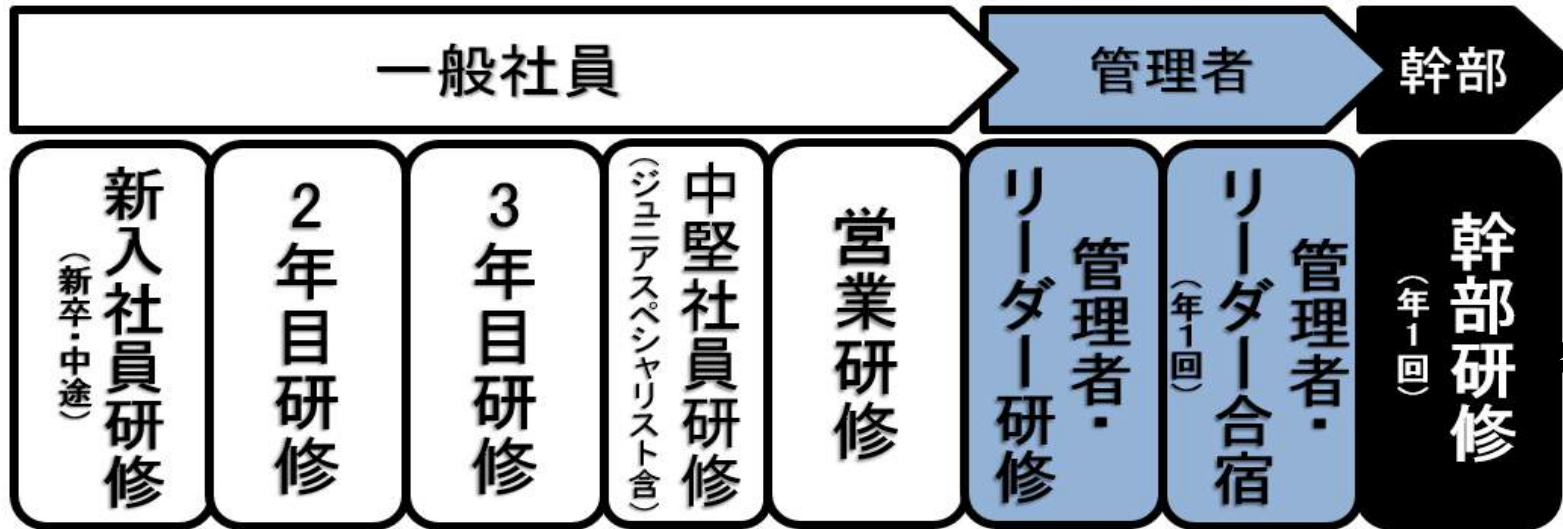 一般社員
管理者
幹部
新入社員研修
（新卒・中途）
2年目研修
3年目研修
中堅社員研修
（ジュニアスペシャリスト含）
営業研修
管理者・
リーダー研修
管理者・
リーダー合宿
（年1回）
幹部研修
（年1回）